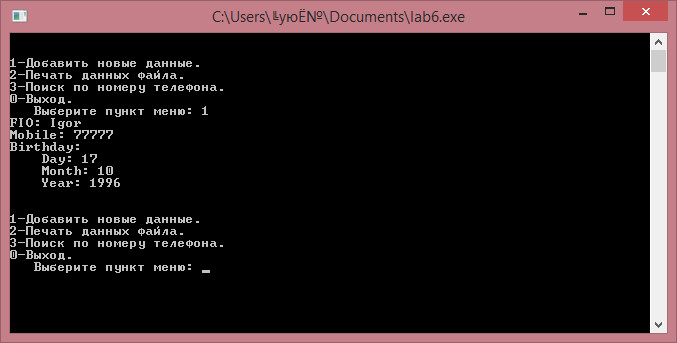 C:\Users\╚уюЁ№\Documents\lab6.exe
1-Добавить новые данные.
2-Печать данных файла.
3-Поиск по номеру телефона.
0-Выход.
Выберите пункт меню: 1
FIO: Igor
Mobile: 77777
Birthday:
Day: 17
Month: 10
Year: 1996
1-Добавить новые данные.
2-Печать данных файла.
3-Поиск по номеру телефона.
0-Выход.
Выберите пункт меню: _